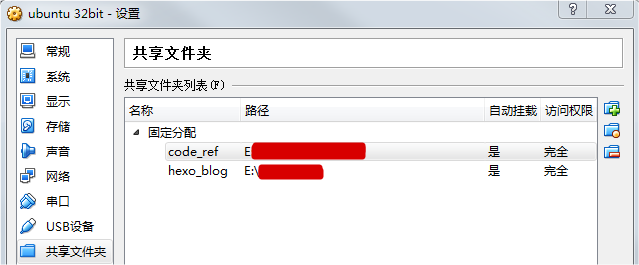 ubuntu 32bit - 设置
常规
系统
显示
存储
声音
网络
串口
USB设备
共享文件夹
共享文件夹
共享文件夹列表(F)
名称 路径 自动挂载 访问权限
固定分配
code_ref E 是 完全
hexo_blog E:\ 是 完全